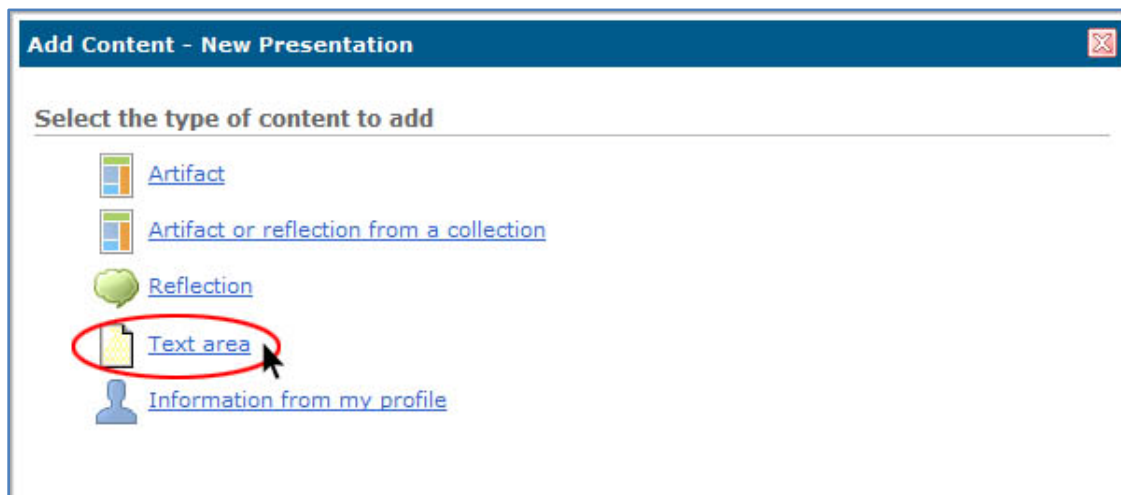 Add Content - New Presentation
Select the type of content to add
Artifact
Artifact or reflection from a collection
Reflection
Text area
Information from my profile